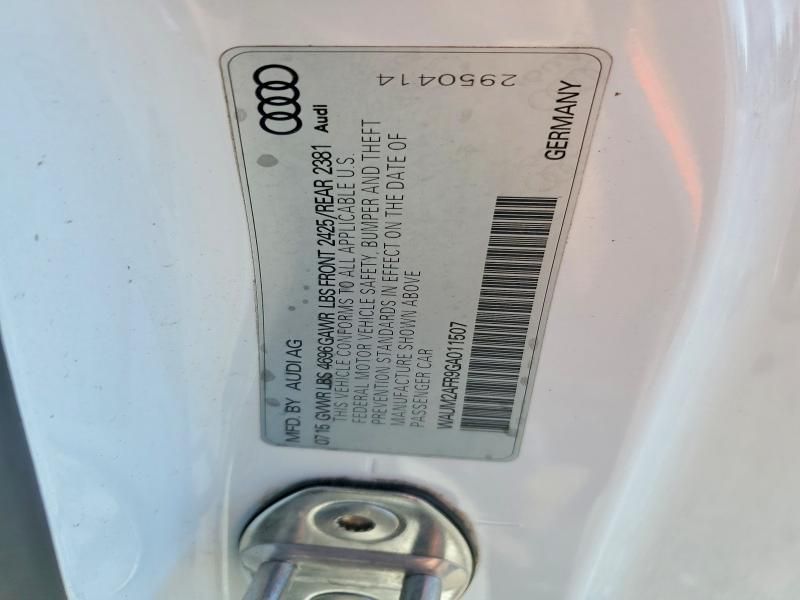 MFD. BY AUDI AG
07 15 GVWR LBS 4696 GAWR LBS FRONT 2425/REAR 2381 Audi
THIS VEHICLE CONFORMS TO ALL APPLICABLE U.S.
FEDERAL MOTOR VEHICLE SAFETY, BUMPER AND THEFT
PREVENTION STANDARDS IN EFFECT ON THE DATE OF
MANUFACTURE SHOWN ABOVE
PASSENGER CAR
WAUM2AFR9GA011507
2950414
GERMANY